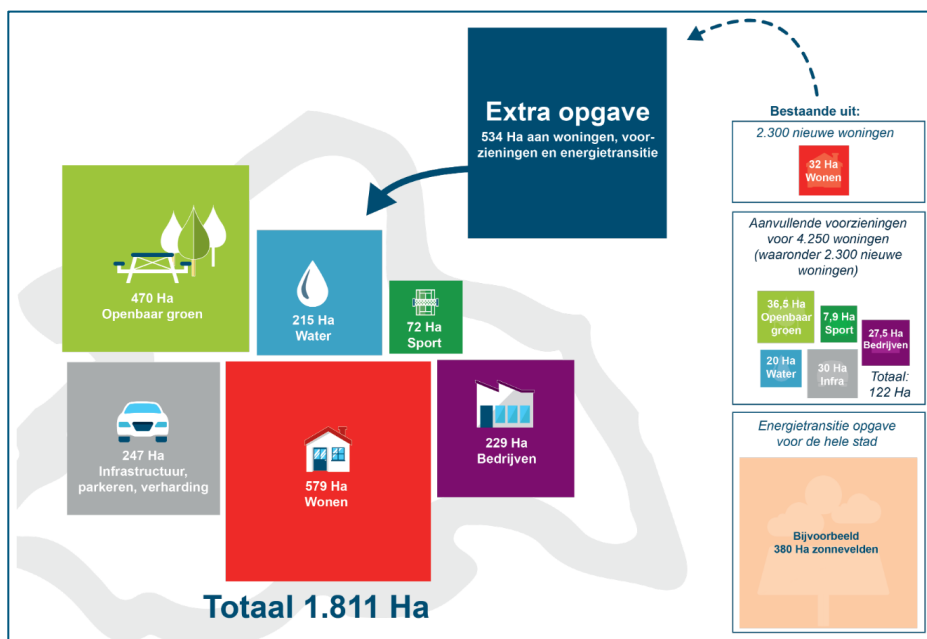 Extra opgave
534 Ha aan woningen, voor-
zieningen en energietransitie
470 Ha
Openbaar groen
215 Ha
Water
72 Ha
Sport
247 Ha
Infrastructuur,
parkeren, verharding
579 Ha
Wonen
229 Ha
Bedrijven
Totaal 1.811 Ha
Bestaande uit:
2.300 nieuwe woningen
32 Ha
Wonen
Aanvullende voorzieningen
voor 4.250 woningen
(waaronder 2.300 nieuwe
woningen)
36,5 Ha
Openbaar
groen
7,9 Ha
Sport
27,5 Ha
Bedrijven
20 Ha
Water
30 Ha
Infra
Totaal:
122 Ha
Energietransitie opgave
voor de hele stad
Bijvoorbeeld
380 Ha zonnevelden